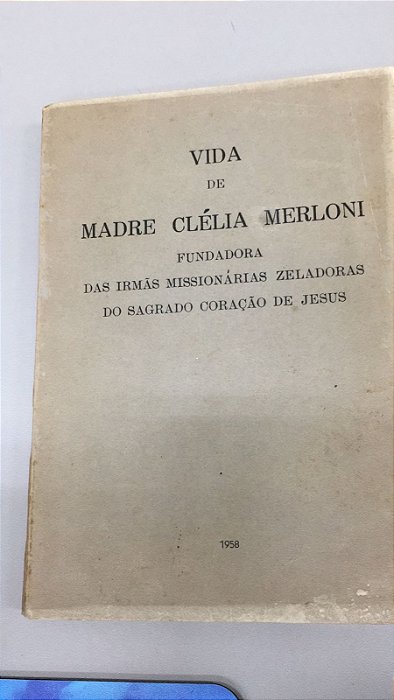 VIDA
DE
MADRE CLÉLIA MERLONI
FUNDADORA
DAS IRMÃS MISSIONÁRIAS ZELADORAS
DO SAGRADO CORAÇÃO DE JESUS
1958